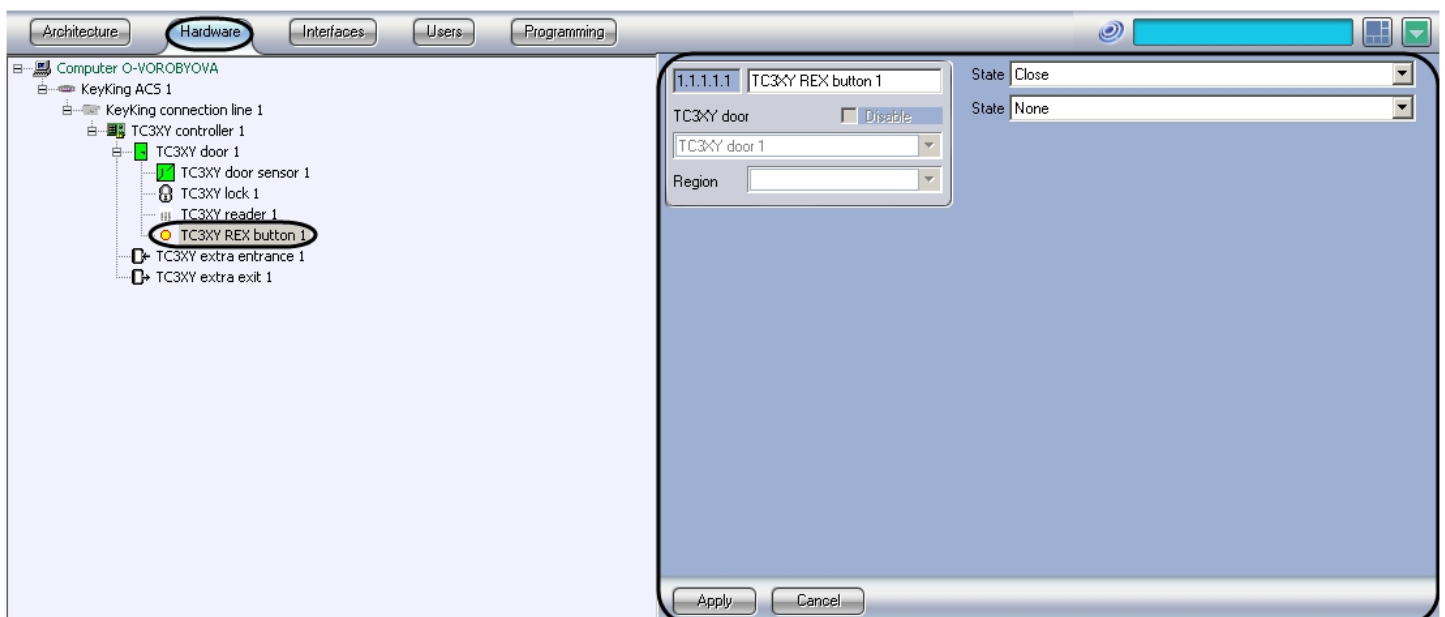 Architecture Hardware Interfaces Users Programming
Computer O-VOROBYOVA
KeyKing ACS 1
KeyKing connection line 1
TC3XY controller 1
TC3XY door 1
TC3XY door sensor 1
TC3XY lock 1
TC3XY reader 1
TC3XY REX button 1
TC3XY extra entrance 1
TC3XY extra exit 1
1.1.1.1.1 TC3XY REX button 1
TC3XY door Disable
TC3XY door 1
Region
State Close
State None
Apply Cancel